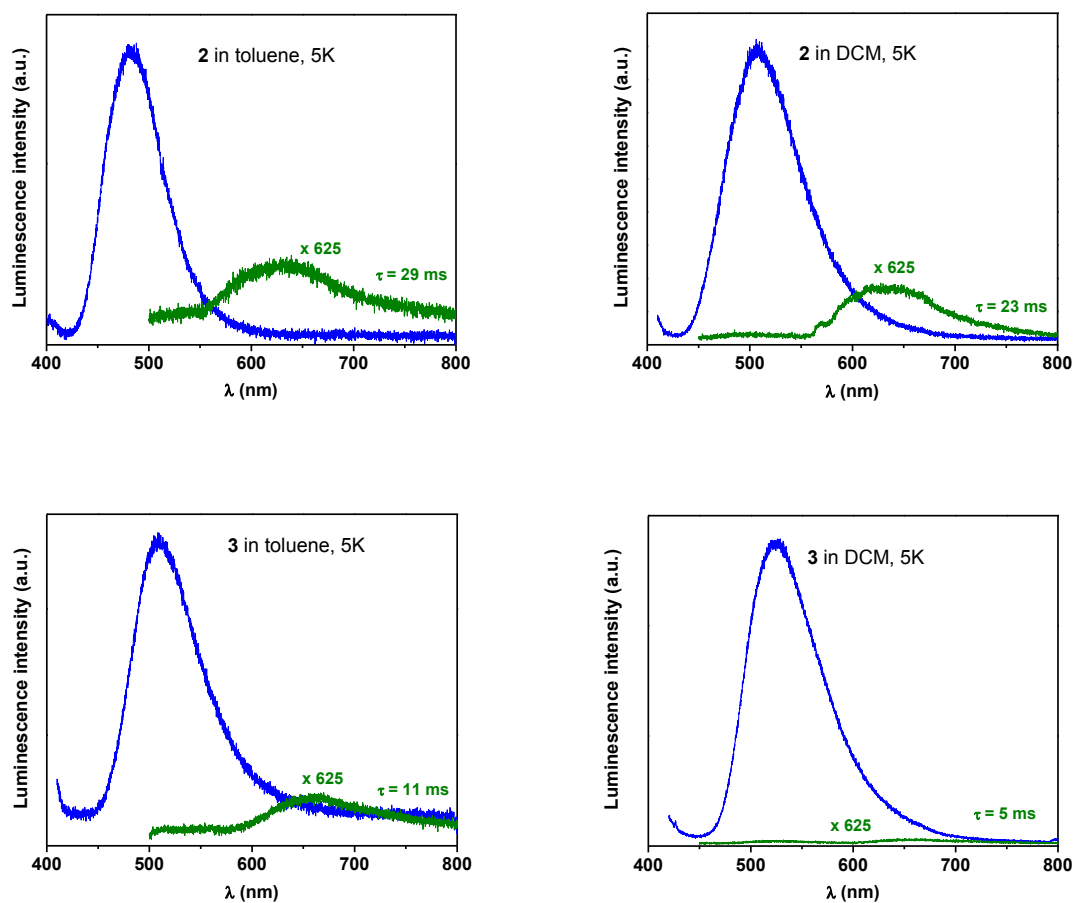 2 in toluene, 5K
Luminescence intensity (a.u.)
x 625
τ = 29 ms
400 500 600 700 800
λ (nm)
2 in DCM, 5K
Luminescence intensity (a.u.)
x 625
τ = 23 ms
400 500 600 700 800
λ (nm)
3 in toluene, 5K
Luminescence intensity (a.u.)
x 625
τ = 11 ms
400 500 600 700 800
λ (nm)
3 in DCM, 5K
Luminescence intensity (a.u.)
x 625
τ = 5 ms
400 500 600 700 800
λ (nm)